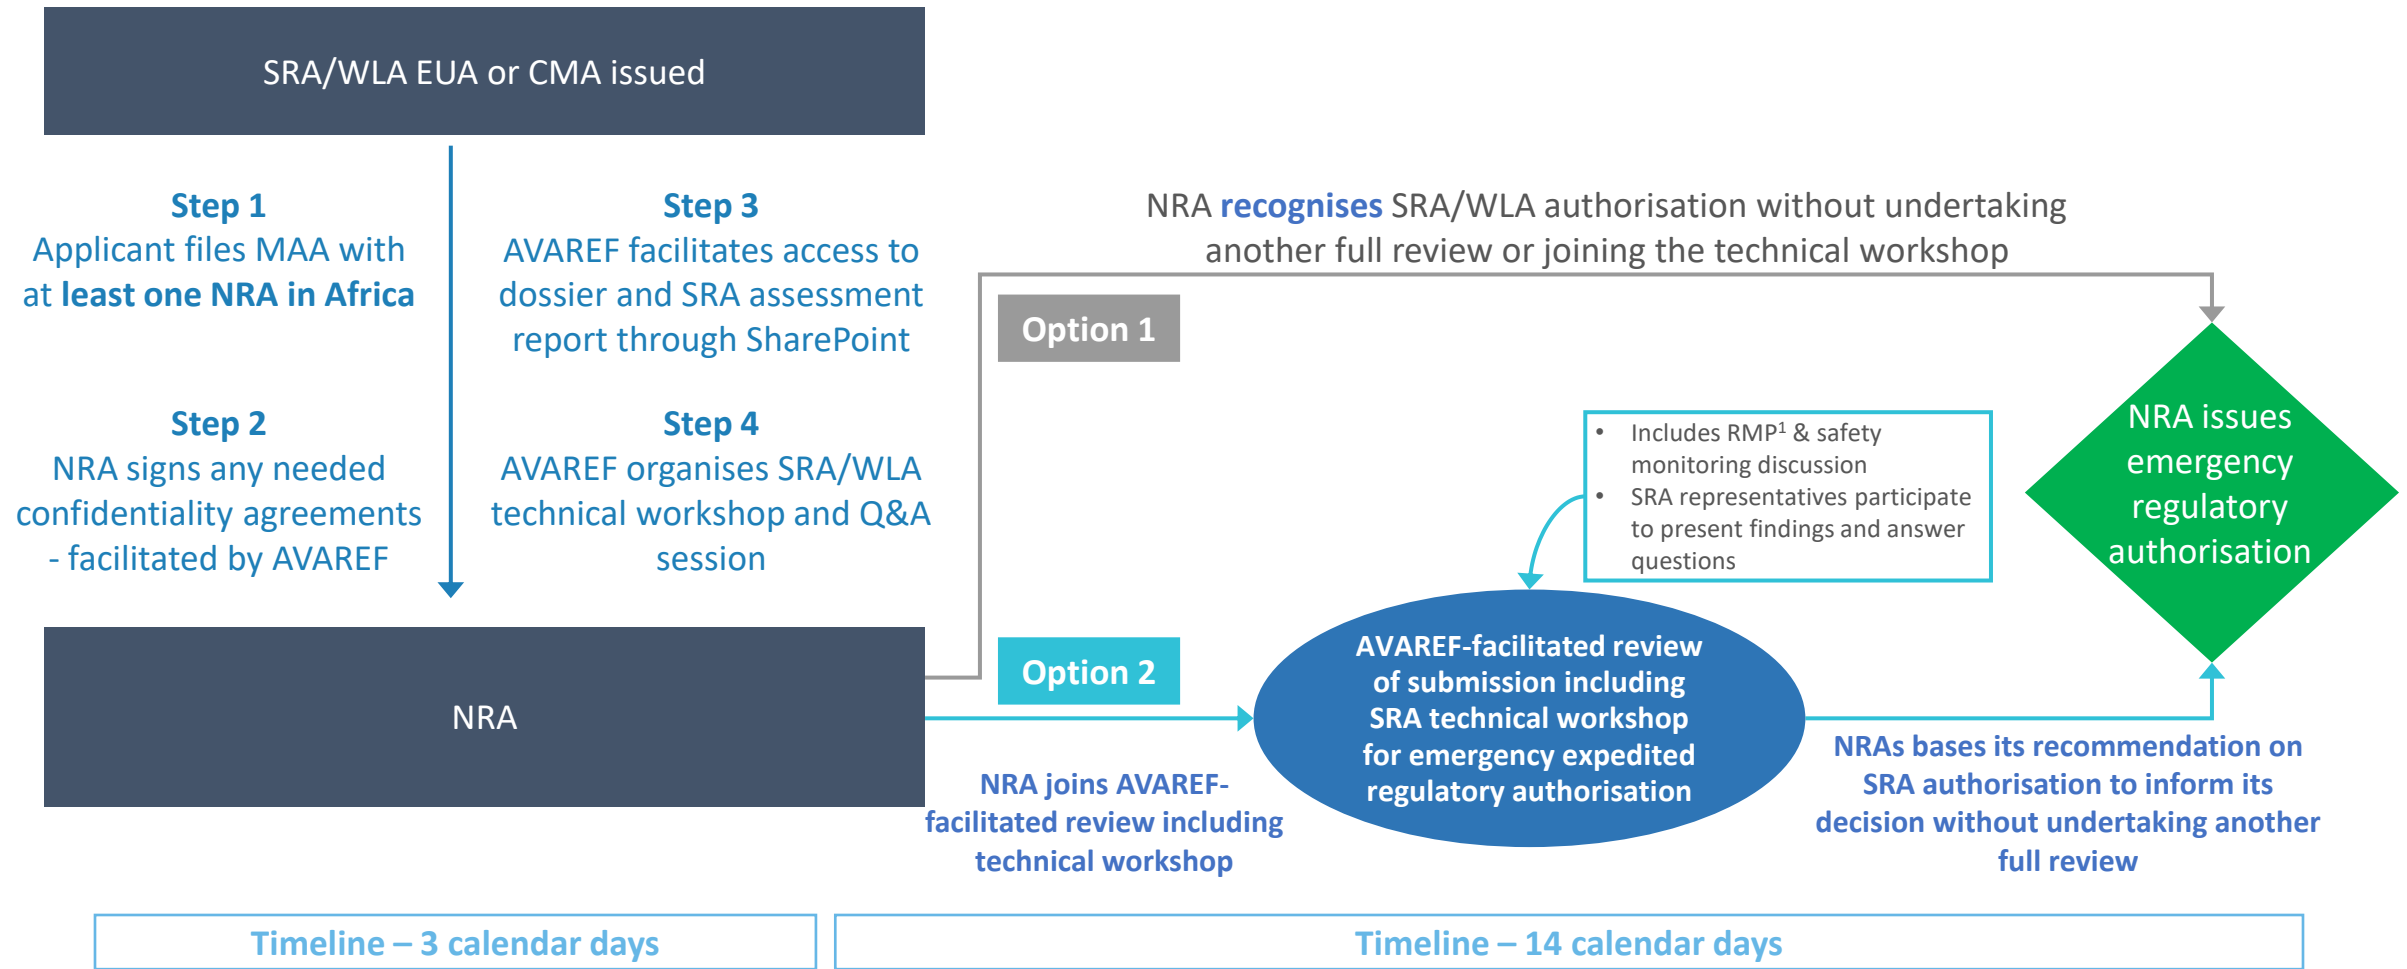 SRA/WLA EUA or CMA issued
Step 1
Applicant files MAA with
at least one NRA in Africa
Step 2
NRA signs any needed
confidentiality agreements
- facilitated by AVAREF
Step 3
AVAREF facilitates access to
dossier and SRA assessment
report through SharePoint
Step 4
AVAREF organises SRA/WLA
technical workshop and Q&A
session
NRA
NRA recognises SRA/WLA authorisation without undertaking
another full review or joining the technical workshop
Option 1
• Includes RMP¹ & safety
monitoring discussion
• SRA representatives participate
to present findings and answer
questions
NRA issues
emergency
regulatory
authorisation
Option 2
NRA joins AVAREF-
facilitated review including
technical workshop
AVAREF-facilitated review
of submission including
SRA technical workshop
for emergency expedited
regulatory authorisation
NRAs bases its recommendation on
SRA authorisation to inform its
decision without undertaking another
full review
Timeline – 3 calendar days
Timeline – 14 calendar days